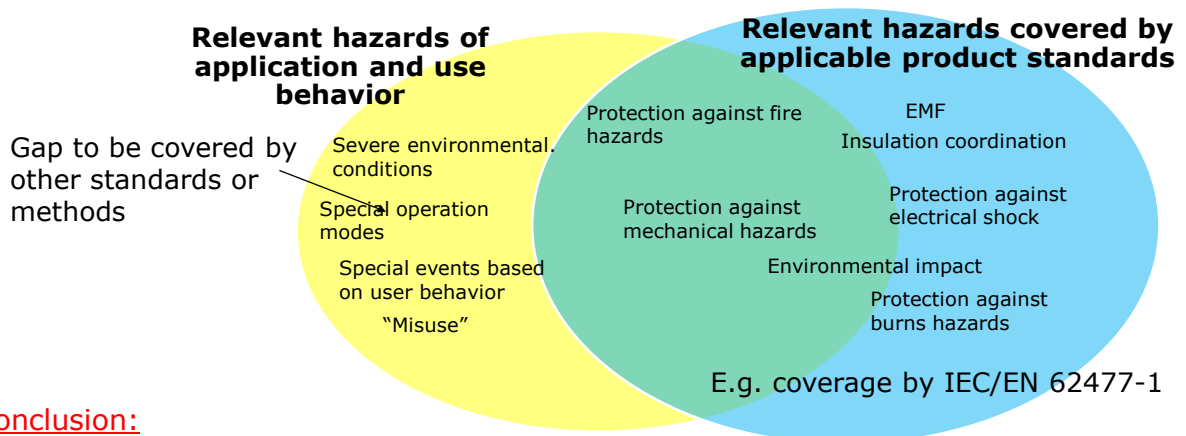 Relevant hazards of
application and use
behavior
Relevant hazards covered by
applicable product standards
Gap to be covered by
other standards or
methods
Severe environmental.
conditions
Special operation
modes
Special events based
on user behavior
“Misuse”
Protection against fire
hazards
Protection against
mechanical hazards
EMF
Insulation coordination
Protection against
electrical shock
Environmental impact
Protection against
burns hazards
E.g. coverage by IEC/EN 62477-1
onclusion: